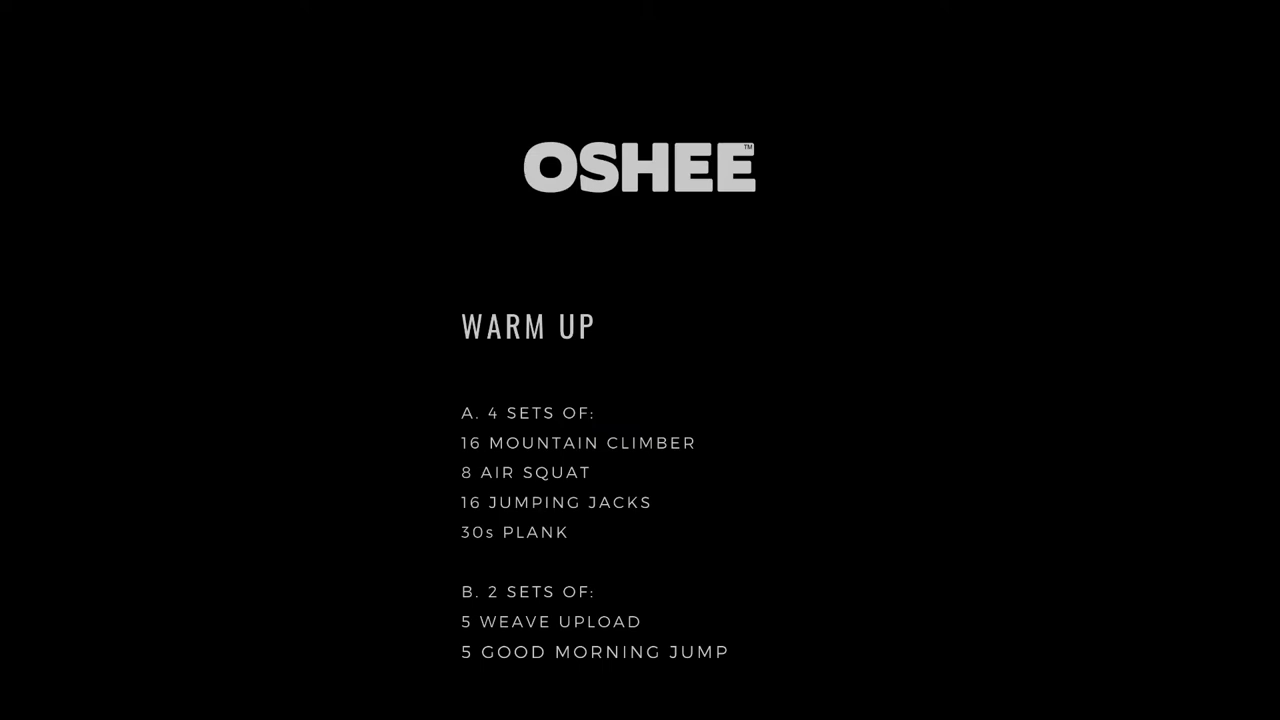 OSHEE™
WARM UP
A. 4 SETS OF:
16 MOUNTAIN CLIMBER
8 AIR SQUAT
16 JUMPING JACKS
30s PLANK
B. 2 SETS OF:
5 WEAVE UPLOAD
5 GOOD MORNING JUMP